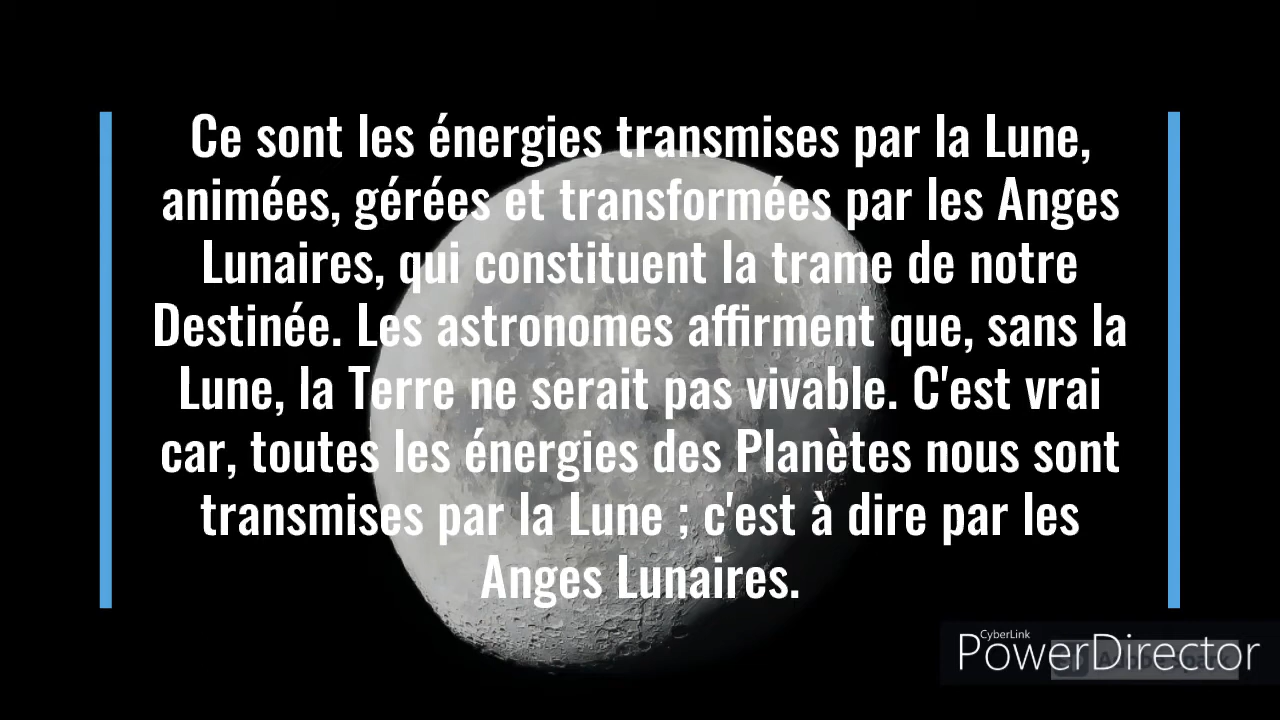 Ce sont les énergies transmises par la Lune,
animées, gérées et transformées par les Anges
Lunaires, qui constituent la trame de notre
Destinée. Les astronomes affirment que, sans la
Lune, la Terre ne serait pas vivable. C'est vrai
car, toutes les énergies des Planètes nous sont
transmises par la Lune ; c'est à dire par les
Anges Lunaires.
CyberLink
PowerDirector